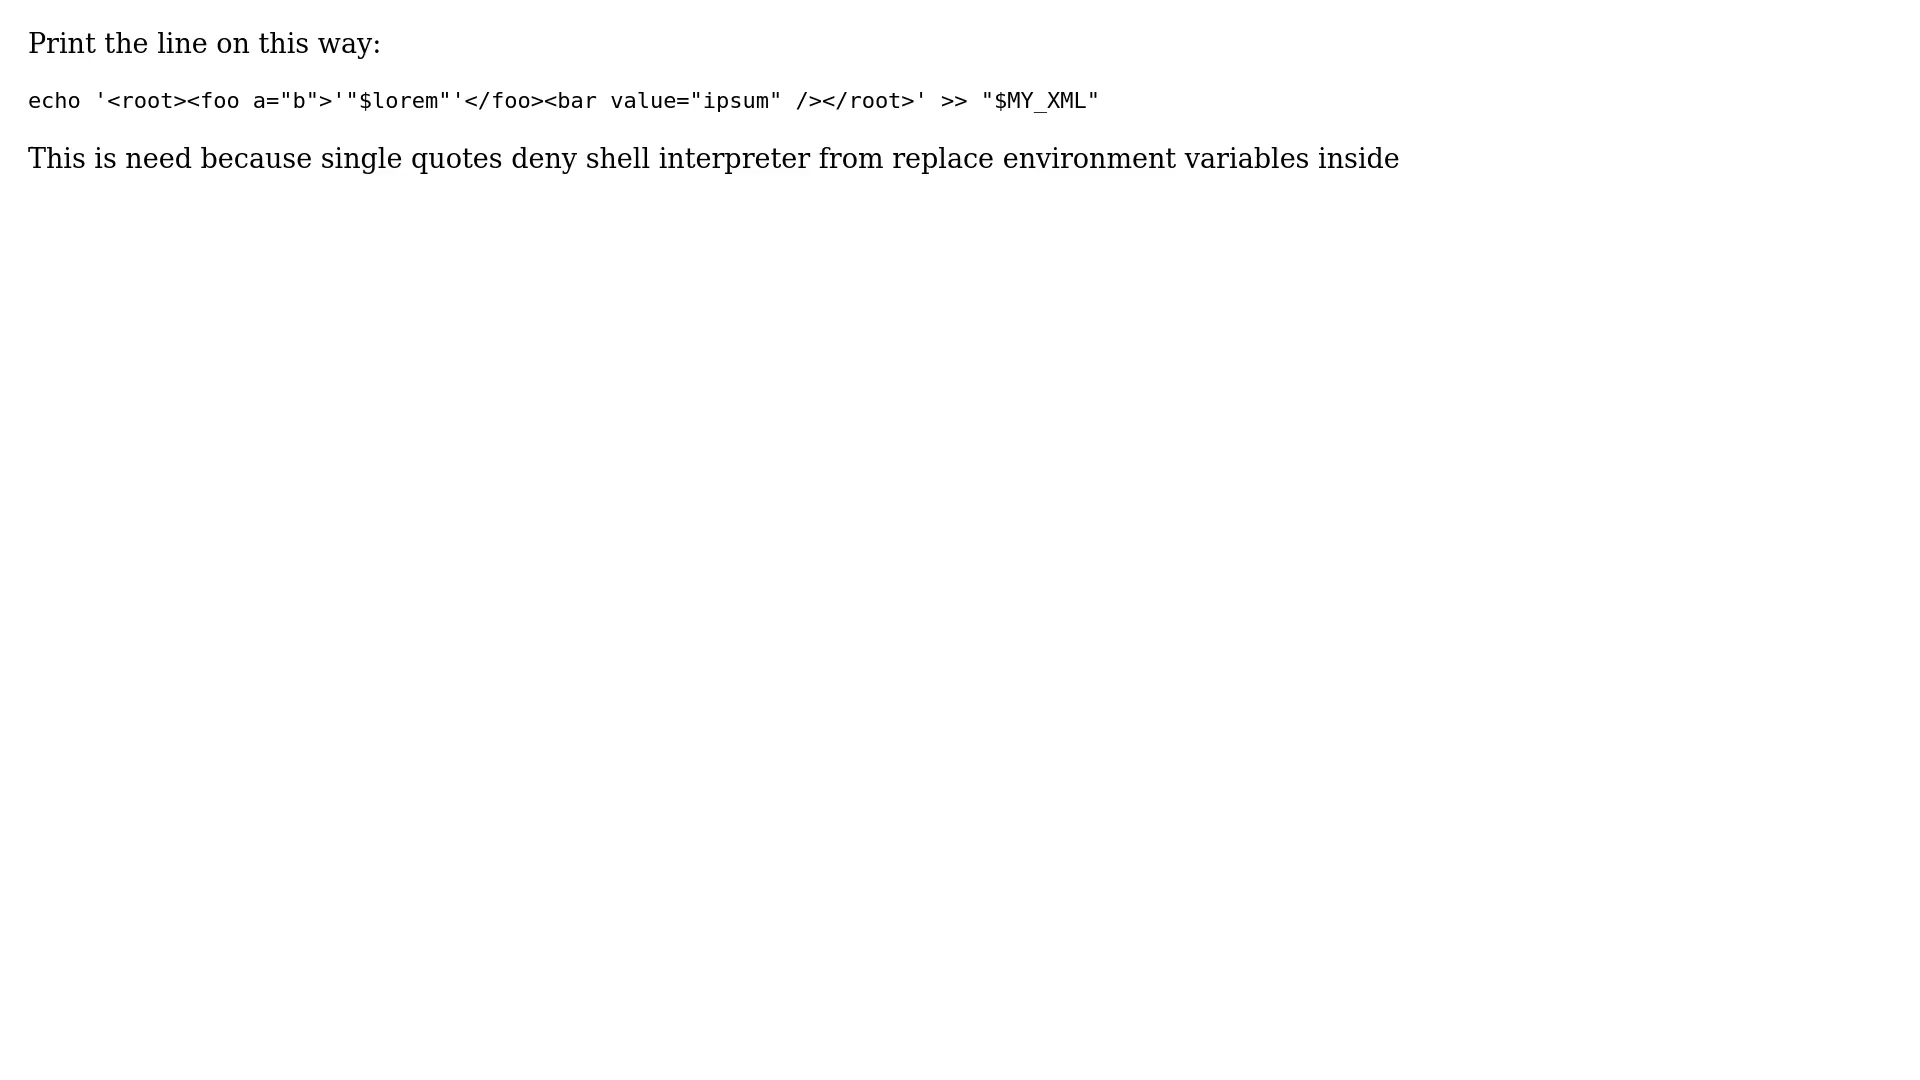 Print the line on this way:
echo '<root><foo a="b">'"$lorem"'</foo><bar value="ipsum" /></root>' >> "$MY_XML"
This is need because single quotes deny shell interpreter from replace environment variables inside